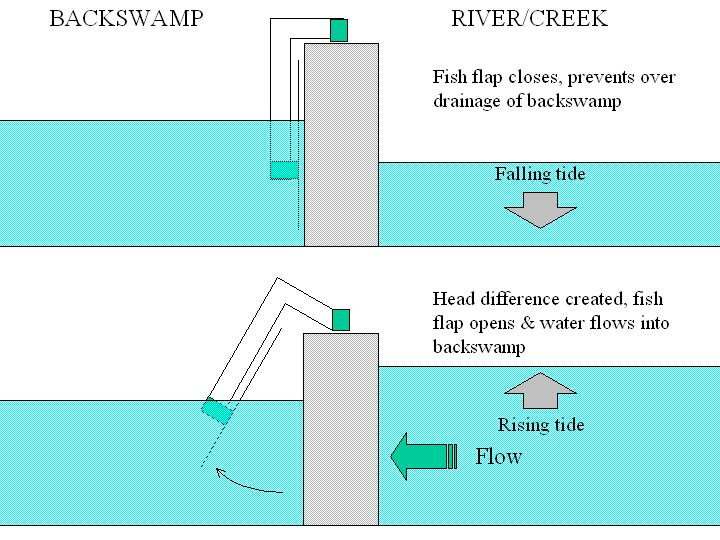 BACKSWAMP
RIVER/CREEK
Fish flap closes, prevents over
drainage of backswamp
Falling tide
Head difference created, fish
flap opens & water flows into
backswamp
Rising tide
Flow